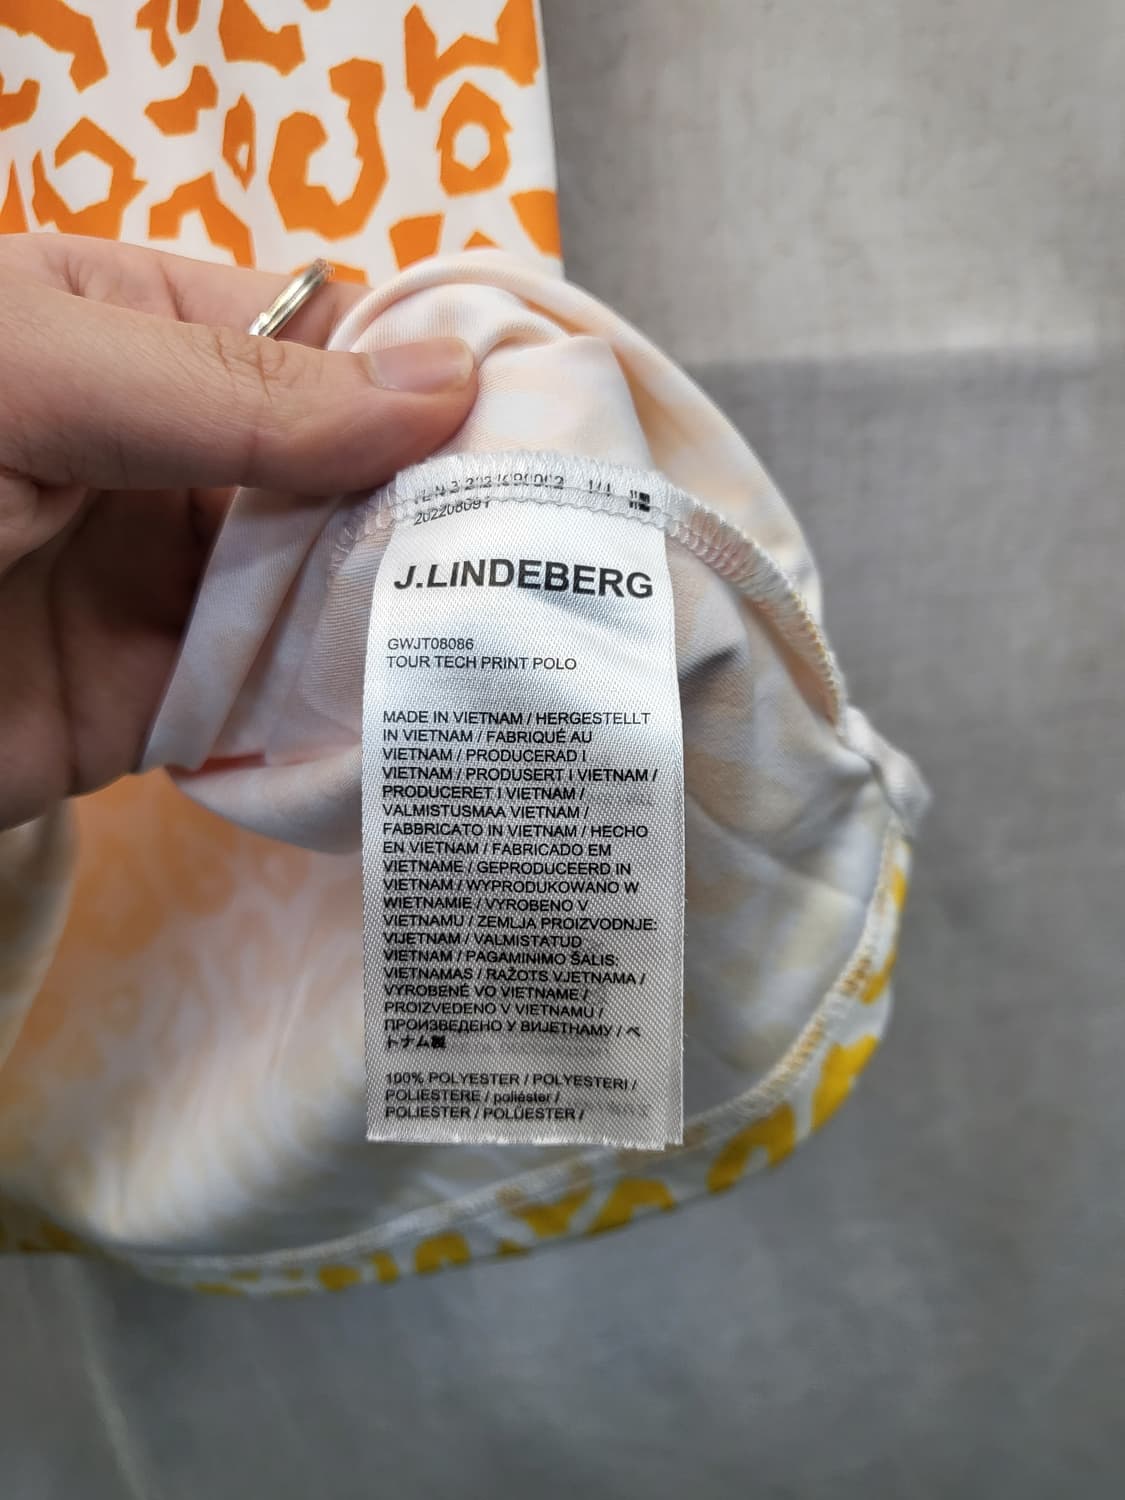 J.LINDEBERG
GWJT08086
TOUR TECH PRINT POLO
MADE IN VIETNAM / HERGESTELLT
IN VIETNAM / FABRIQUÉ AU
VIETNAM / PRODUCERAD I
VIETNAM / PRODUSERT I VIETNAM /
PRODUCERET I VIETNAM /
VALMISTUSMAA VIETNAM /
FABBRICATO IN VIETNAM / HECHO
EN VIETNAM / FABRICADO EM
VIETNAME / GEPRODUCEERD IN
VIETNAM / WYPRODUKOWANO W
WIETNAMIE / VYROBENO V
VIETNAMU / ZEMLJA PROIZVODNJE:
VIJETNAM / VALMISTATUD
VIETNAM / PAGAMINIMO ŠALIS:
VIETNAMAS / RAŽOTS VJETNAMA /
VYROBENÉ VO VIETNAME /
PROIZVEDENO V VIETNAMU /
ПРОИЗВЕДЕНО У ВИЈЕТНАМУ / ベ
トナム製
100% POLYESTER / POLYESTERI /
POLIESTERE / poliéster /
POLIESTER / POLÜESTER /